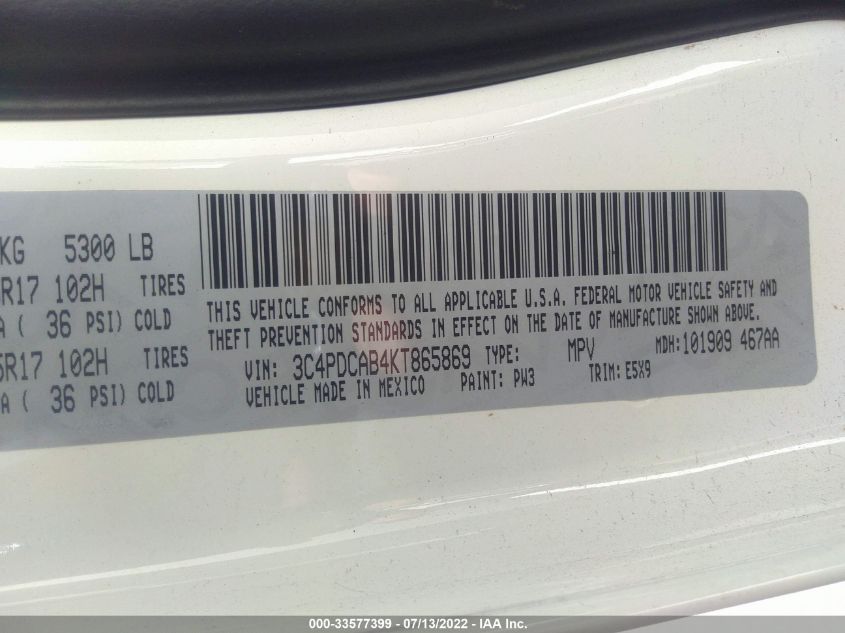 KG 5300 LB
R17 102H TIRES
A ( 36 PSI) COLD
5R17 102H TIRES
A ( 36 PSI) COLD
THIS VEHICLE CONFORMS TO ALL APPLICABLE U.S.A. FEDERAL MOTOR VEHICLE SAFETY AND
THEFT PREVENTION STANDARDS IN EFFECT ON THE DATE OF MANUFACTURE SHOWN ABOVE.
VIN: 3C4PDCAB4KT865869 TYPE: MPV MDH:101909 467AA
VEHICLE MADE IN MEXICO PAINT: PW3 TRIM: E5X9
000-33577399 - 07/13/2022 - IAA Inc.